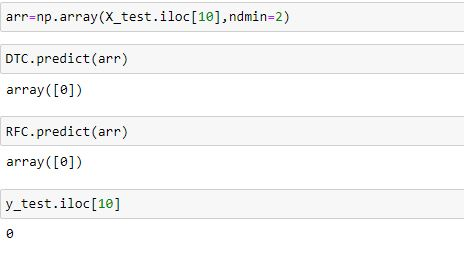 arr=np.array(X_test.iloc[10],ndmin=2)
DTC.predict(arr)
array([0])
RFC.predict(arr)
array([0])
y_test.iloc[10]
0